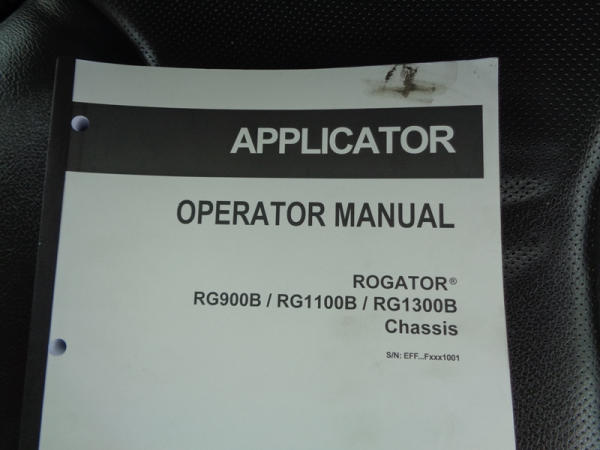 APPLICATOR
OPERATOR MANUAL
ROGATOR®
RG900B / RG1100B / RG1300B
Chassis
S/N: EFF...Fxxx1001